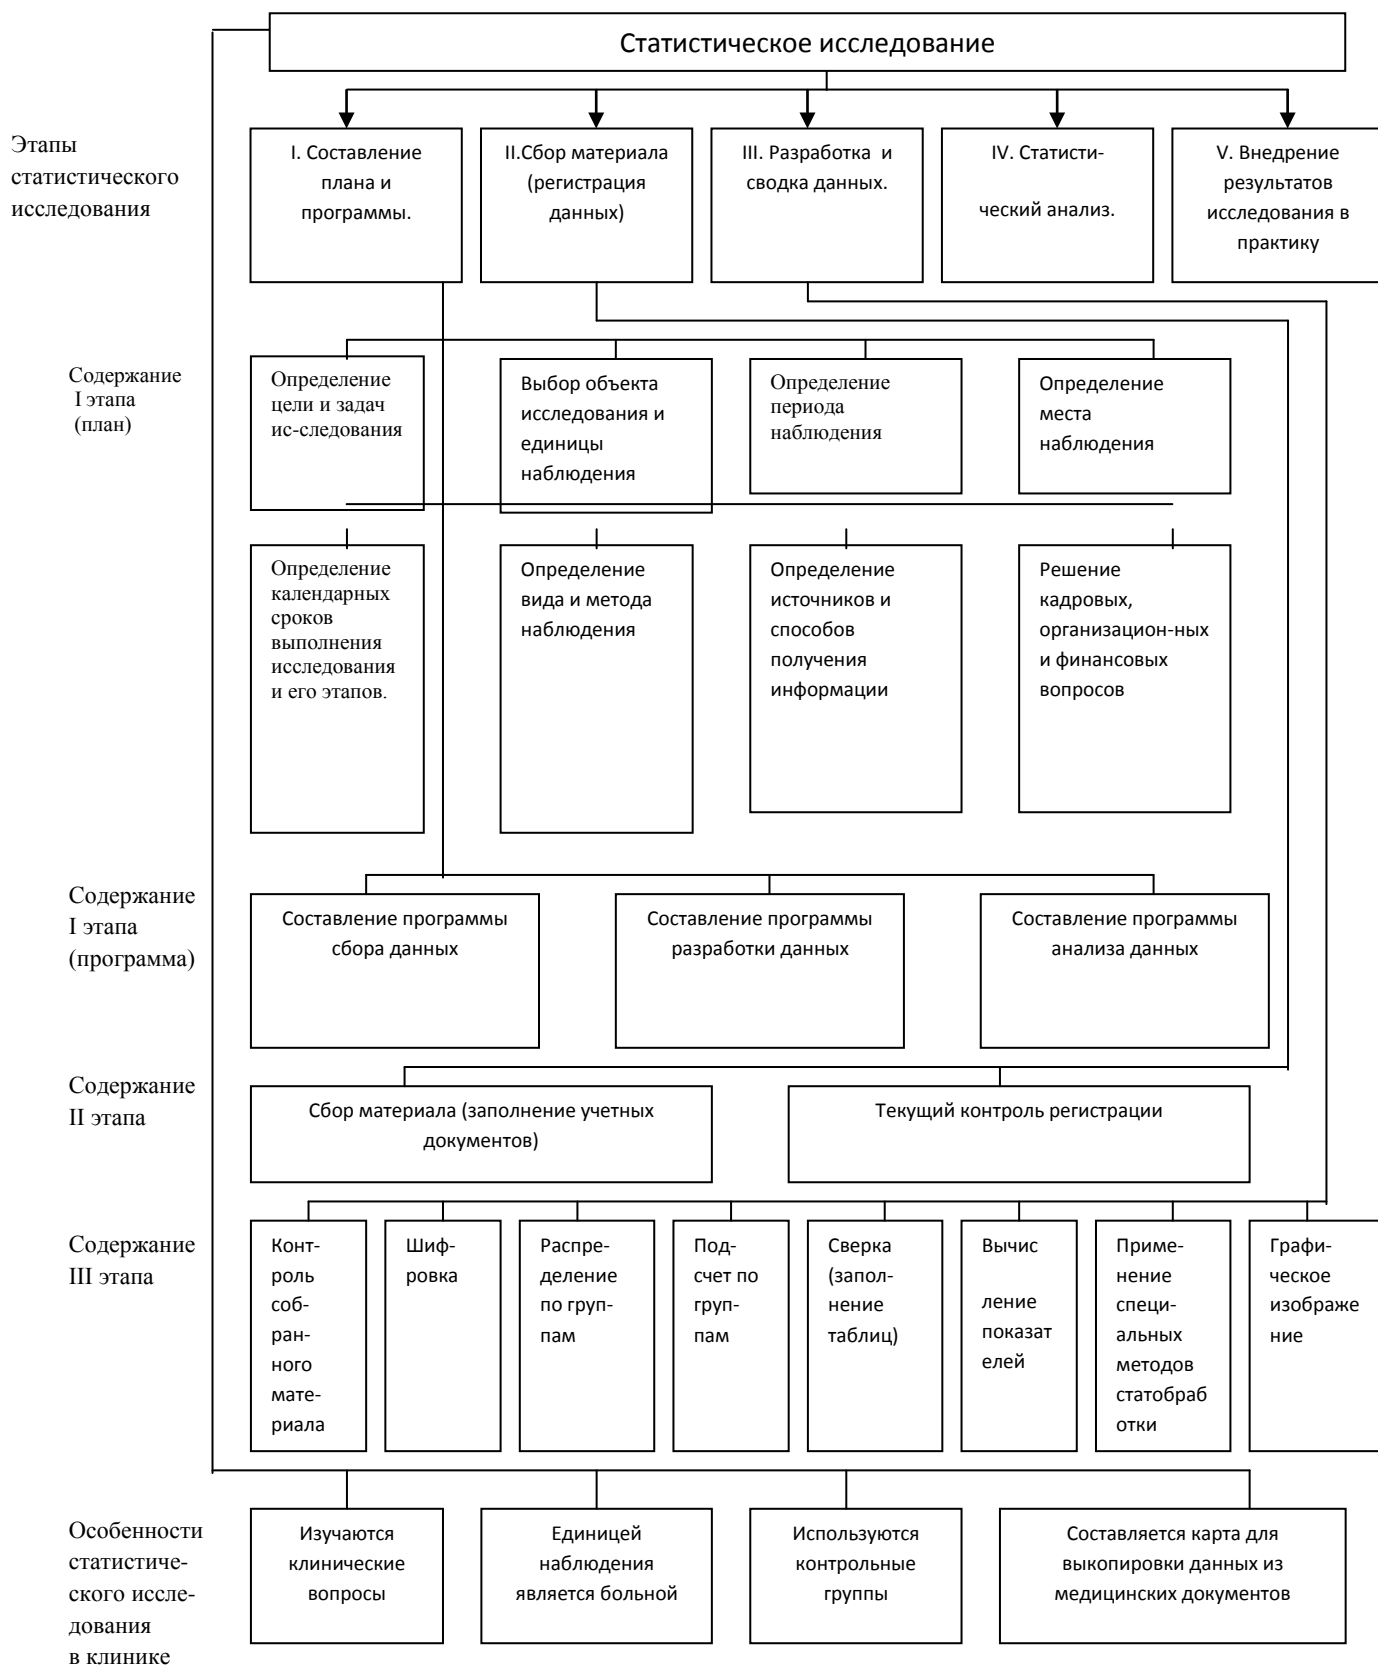 Статистическое исследование
Этапы
статистического
исследования
I. Составление
плана и
программы.
II.Сбор материала
(регистрация
данных)
III. Разработка и
сводка данных.
IV. Статисти-
ческий анализ.
V. Внедрение
результатов
исследования в
практику
Содержание
I этапа
(план)
Определение
цели и задач
ис-следования
Выбор объекта
исследования и
единицы
наблюдения
Определение
периода
наблюдения
Определение
места
наблюдения
Определение
календарных
сроков
выполнения
исследования
и его этапов.
Определение
вида и метода
наблюдения
Определение
источников и
способов
получения
информации
Решение
кадровых,
организацион-ных
и финансовых
вопросов
Содержание
I этапа
(программа)
Составление программы
сбора данных
Составление программы
разработки данных
Составление программы
анализа данных
Содержание
II этапа
Сбор материала (заполнение учетных
документов)
Текущий контроль регистрации
Содержание
III этапа
Конт-
роль
соб-
ран-
ного
мате-
риала
Шиф-
ровка
Распре-
деление
по груп-
пам
Под-
счет по
груп-
пам
Сверка
(запол-
нение
таблиц)
Вычис
ление
показат
елей
Приме-
нение
специ-
альных
методов
статобраб
отки
Графи-
ческое
изображе
ние
Особенности
статистиче-
ского иссле-
дования
в клинике
Изучаются
клинические
вопросы
Единицей
наблюдения
является больной
Используются
контрольные
группы
Составляется карта для
выкопировки данных из
медицинских документов